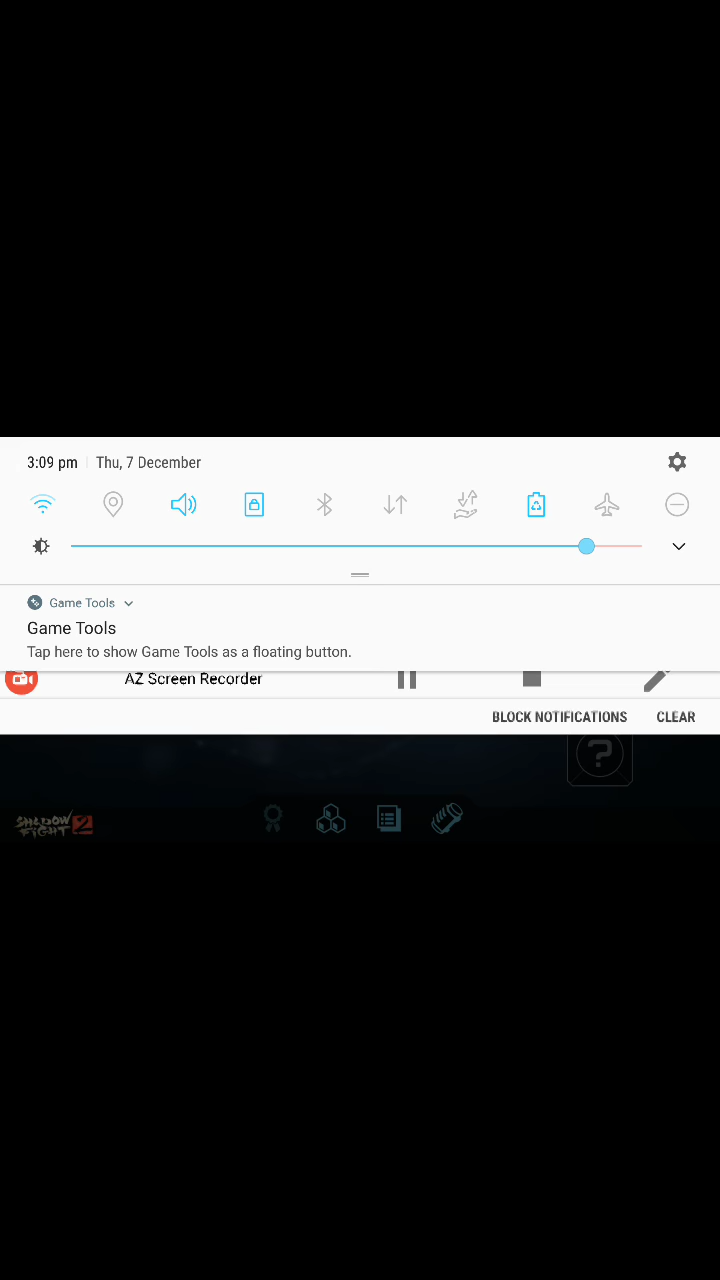 3:09 pm Thu, 7 December
Game Tools
Game Tools
Tap here to show Game Tools as a floating button.
AZ Screen Recorder
BLOCK NOTIFICATIONS CLEAR
?
SHADOW
FIGHT 2